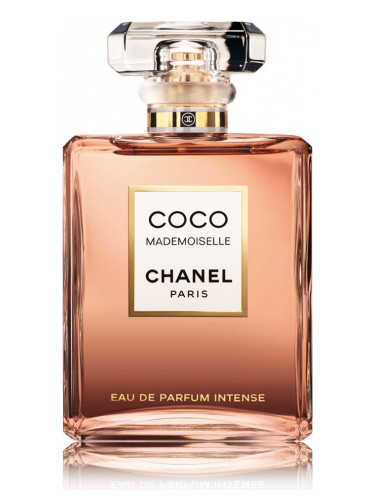 COCO
MADEMOISELLE
CHANEL
PARIS
EAU DE PARFUM INTENSE